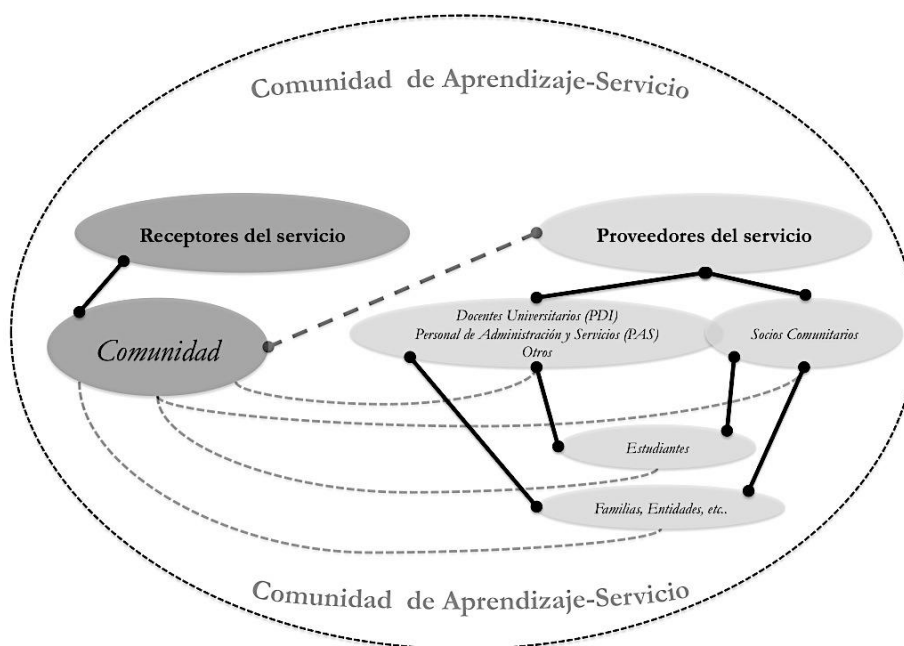 Comunidad de Aprendizaje-Servicio
Receptores del servicio
Proveedores del servicio
Docentes Universitarios (PDI)
Personal de Administración y Servicios (PAS)
Otros
Socios Comunitarios
Comunidad
Estudiantes
Familias, Entidades, etc..
Comunidad de Aprendizaje-Servicio